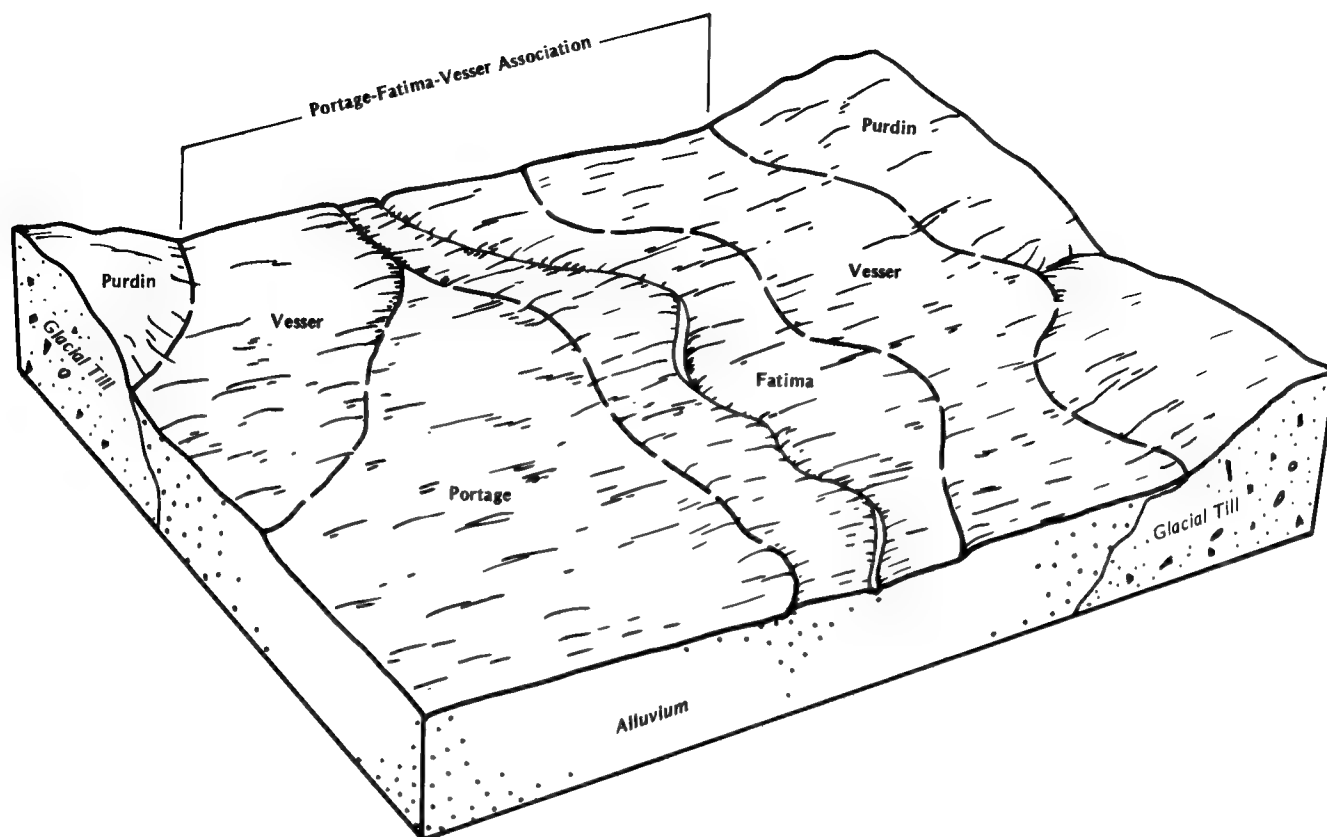 Portage-Fatima-Vesser Association
Purdin
Purdin
Vesser
Vesser
Glacial Till
Fatima
Portage
Glacial Till
Alluvium